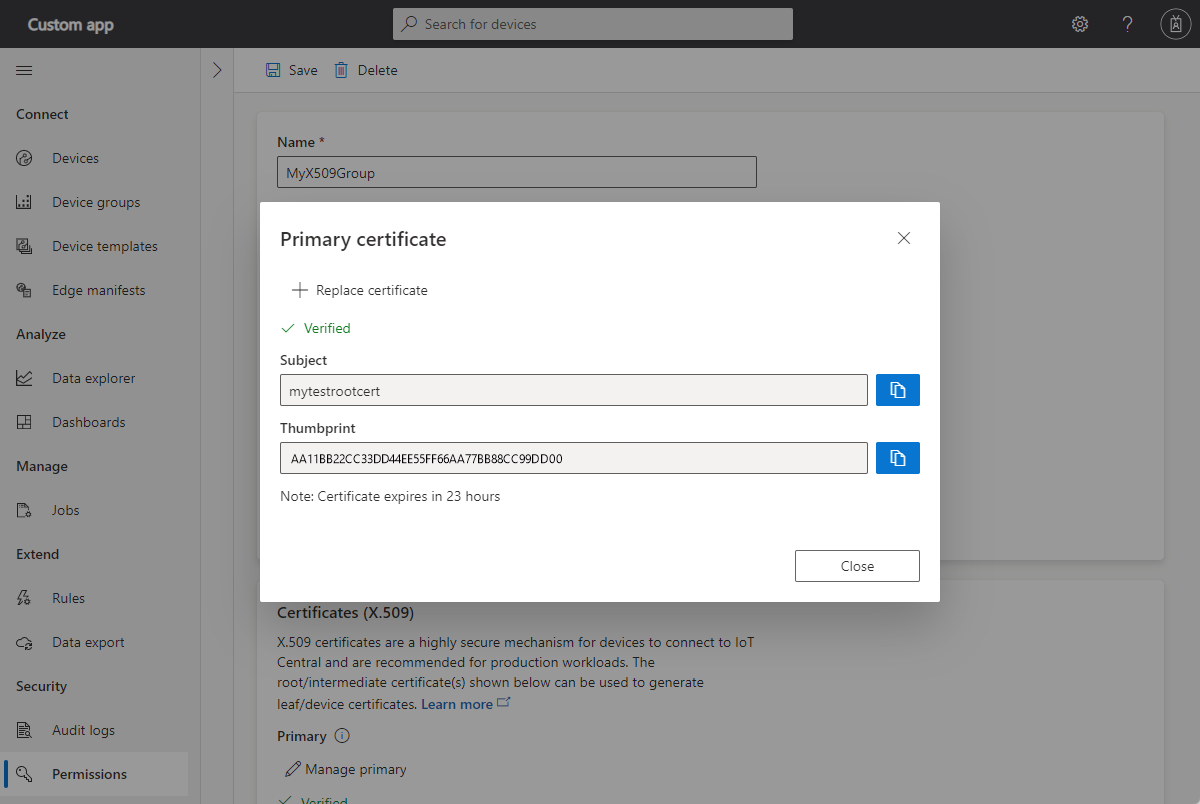 Custom app
Search for devices
?
Save
Delete
Connect
Devices
Device groups
Device templates
Edge manifests
Analyze
Data explorer
Dashboards
Manage
Jobs
Extend
Rules
Data export
Security
Audit logs
Permissions
Name *
MyX509Group
Primary certificate
Replace certificate
Verified
Subject
mytestrootcert
Thumbprint
AA11BB22CC33DD44EE55FF66AA77BB88CC99DD00
Note: Certificate expires in 23 hours
Close
Certificates (X.509)
X.509 certificates are a highly secure mechanism for devices to connect to IoT
Central and are recommended for production workloads. The
root/intermediate certificate(s) shown below can be used to generate
leaf/device certificates. Learn more
Primary
Manage primary
Verified